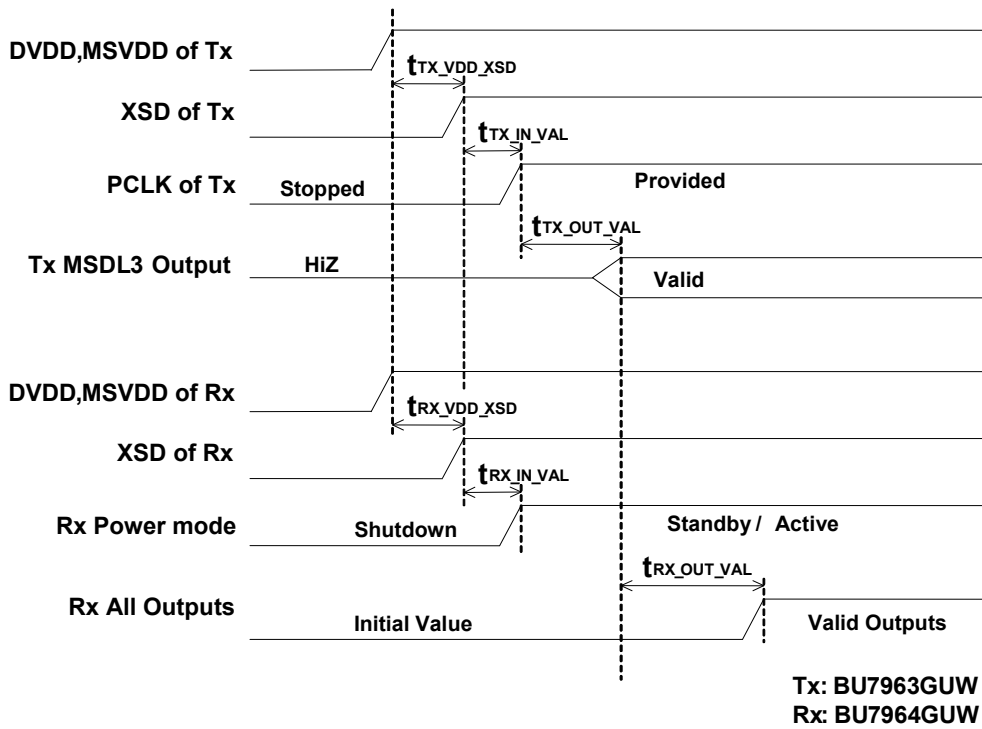 DVDD,MSVDD of Tx
tTX_VDD_XSD
XSD of Tx
tTX_IN_VAL
PCLK of Tx
Stopped
Provided
tTX_OUT_VAL
Tx MSDL3 Output
HiZ
Valid
DVDD,MSVDD of Rx
tRX_VDD_XSD
XSD of Rx
tRX_IN_VAL
Rx Power mode
Shutdown
Standby / Active
tRX_OUT_VAL
Rx All Outputs
Initial Value
Valid Outputs
Tx: BU7963GUW
Rx: BU7964GUW